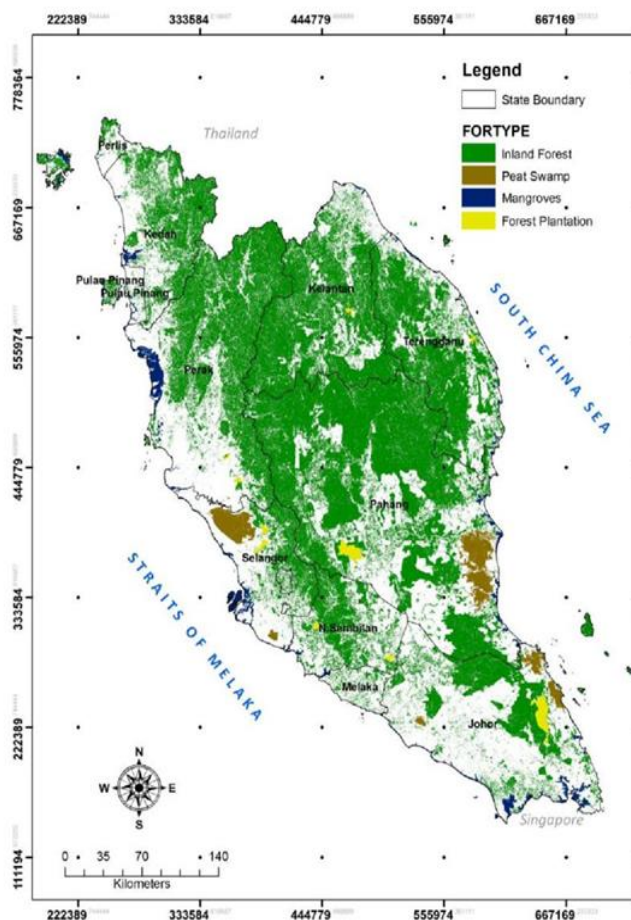 222389 333584 444779 555974 667169
778364
667169
555974
444779
333584
222389
111194
Legend
State Boundary
FORTYPE
Inland Forest
Peat Swamp
Mangroves
Forest Plantation
Thailand
Perlis
Kedah
Pulau Pinang
Pulau Pinang
Kelantan
Terengganu
Perak
SOUTH CHINA SEA
Pahang
Selangor
STRAITS OF MELAKA
N.Sembilan
Melaka
Johor
Singapore
N
W E
S
0 35 70 140
Kilometers
222389 333584 444779 555974 667169